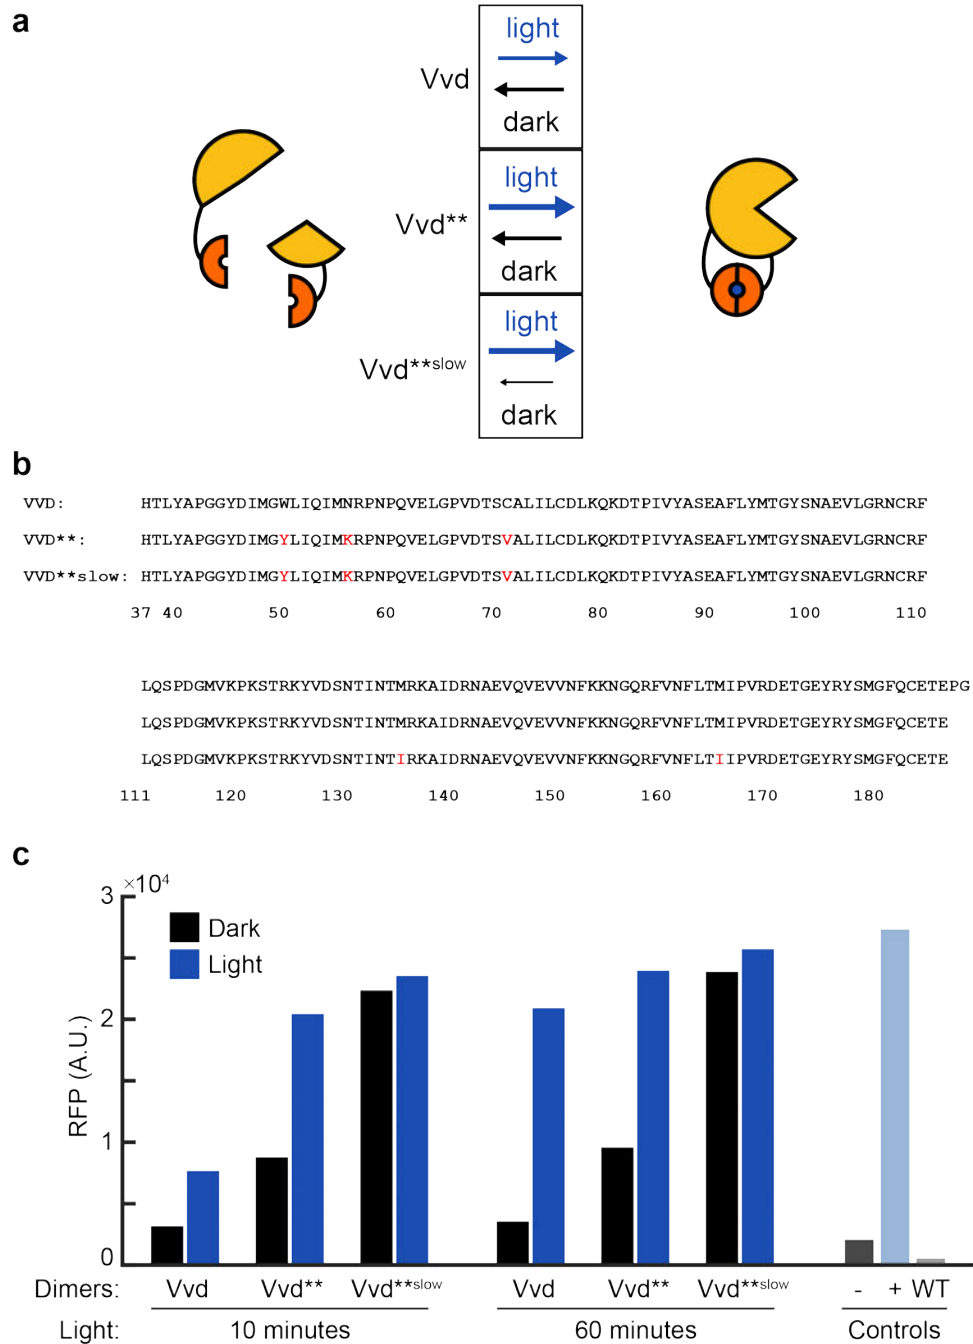 a
light
Vvd
dark
light
Vvd**
dark
light
Vvd**slow
dark
b
VVD: HTLYAPGGYDIMGWLIQIMNRPNPQVELGPVDTSCALILCDLKQKDTPIVYASEAFLYMTGYSNAEVLGRNCRF
VVD**: HTLYAPGGYDIMGYLIQIMKRPNPQVELGPVDTSVALILCDLKQKDTPIVYASEAFLYMTGYSNAEVLGRNCRF
VVD**slow: HTLYAPGGYDIMGYLIQIMKRPNPQVELGPVDTSVALILCDLKQKDTPIVYASEAFLYMTGYSNAEVLGRNCRF
37 40 50 60 70 80 90 100 110
LQSPDGMVKPKSTRKYVDSNTINTMRKAIDRNAEVQVEVVNFKKNGQRFVNFLTMIPVRDETGEYRYSMGFQCETEPG
LQSPDGMVKPKSTRKYVDSNTINTMRKAIDRNAEVQVEVVNFKKNGQRFVNFLTMIPVRDETGEYRYSMGFQCETE
LQSPDGMVKPKSTRKYVDSNTINTIRKAIDRNAEVQVEVVNFKKNGQRFVNFLTIIPVRDETGEYRYSMGFQCETE
111 120 130 140 150 160 170 180
c
3 ×10⁴
Dark
Light
2
RFP (A.U.)
1
0
Dimers: Vvd Vvd** Vvd**slow Vvd Vvd** Vvd**slow - + WT
Light: 10 minutes 60 minutes Controls